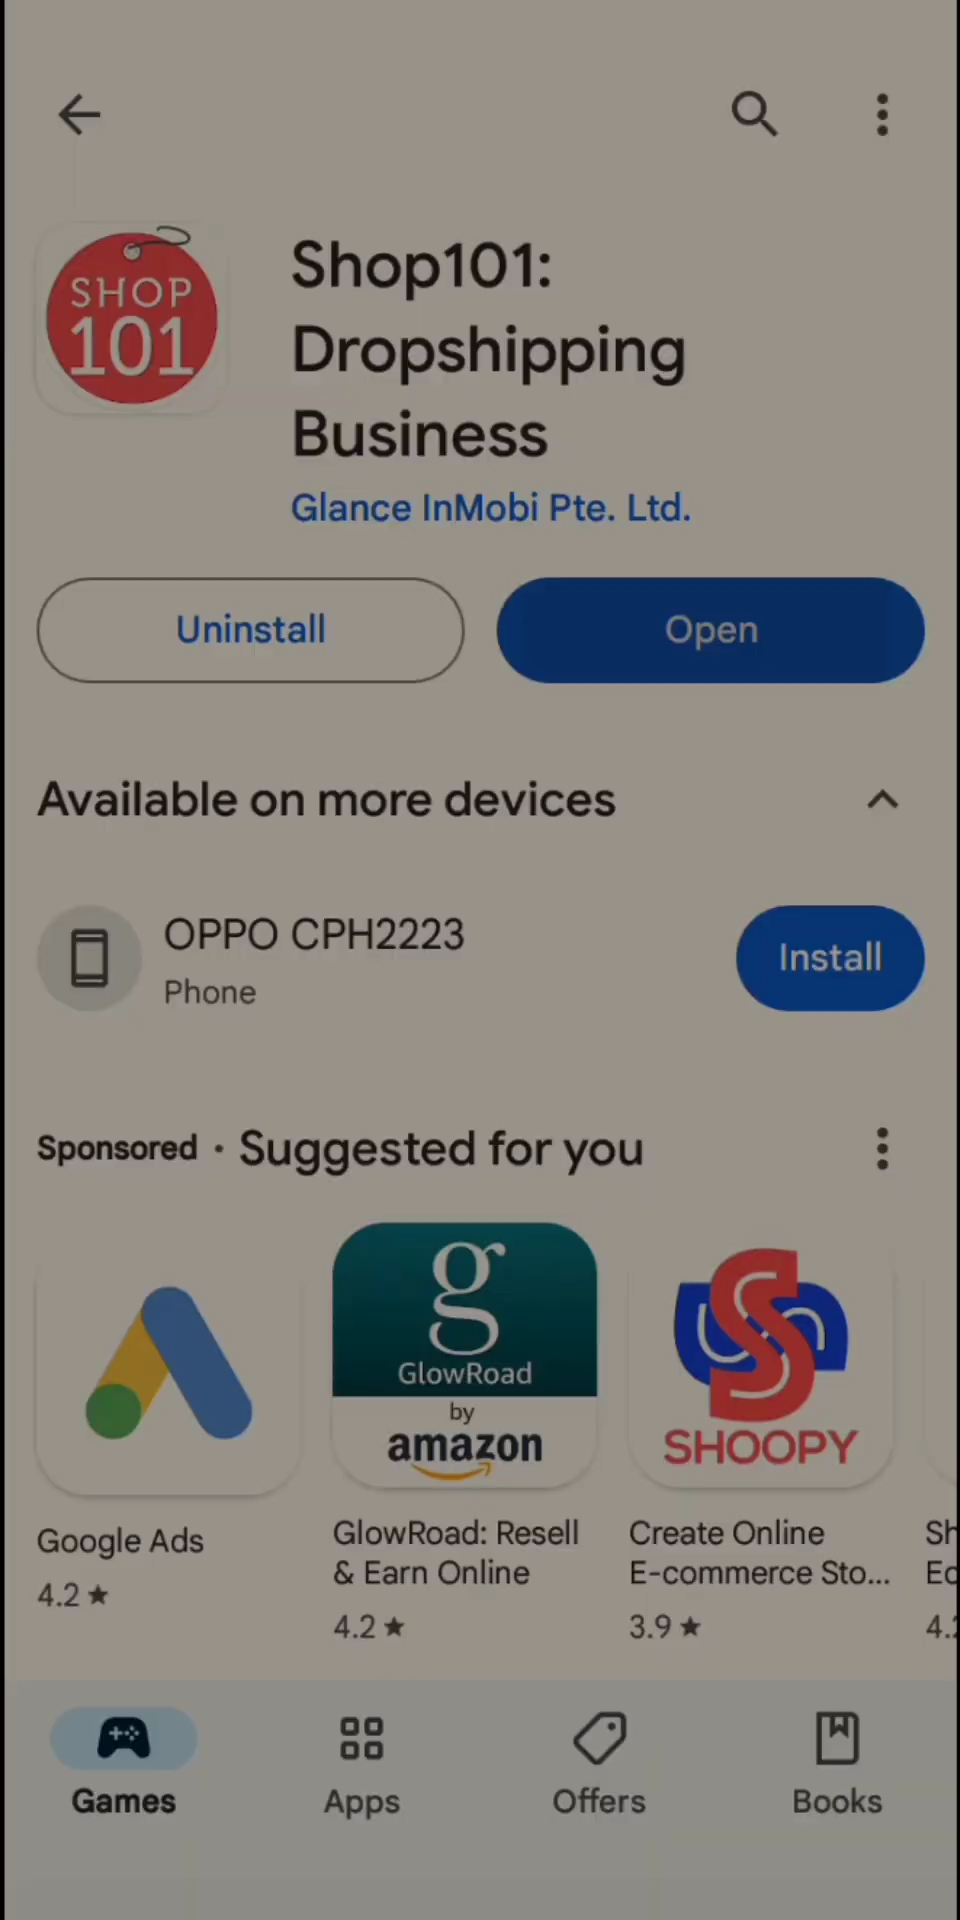 SHOP
101
Shop101:
Dropshipping
Business
Glance InMobi Pte. Ltd.
Uninstall
Open
Available on more devices
OPPO CPH2223
Phone
Install
Sponsored · Suggested for you
g
GlowRoad
by
amazon
S
SHOOPY
Google Ads
4.2 ★
GlowRoad: Resell
& Earn Online
4.2 ★
Create Online
E-commerce Sto...
3.9 ★
Games
Apps
Offers
Books